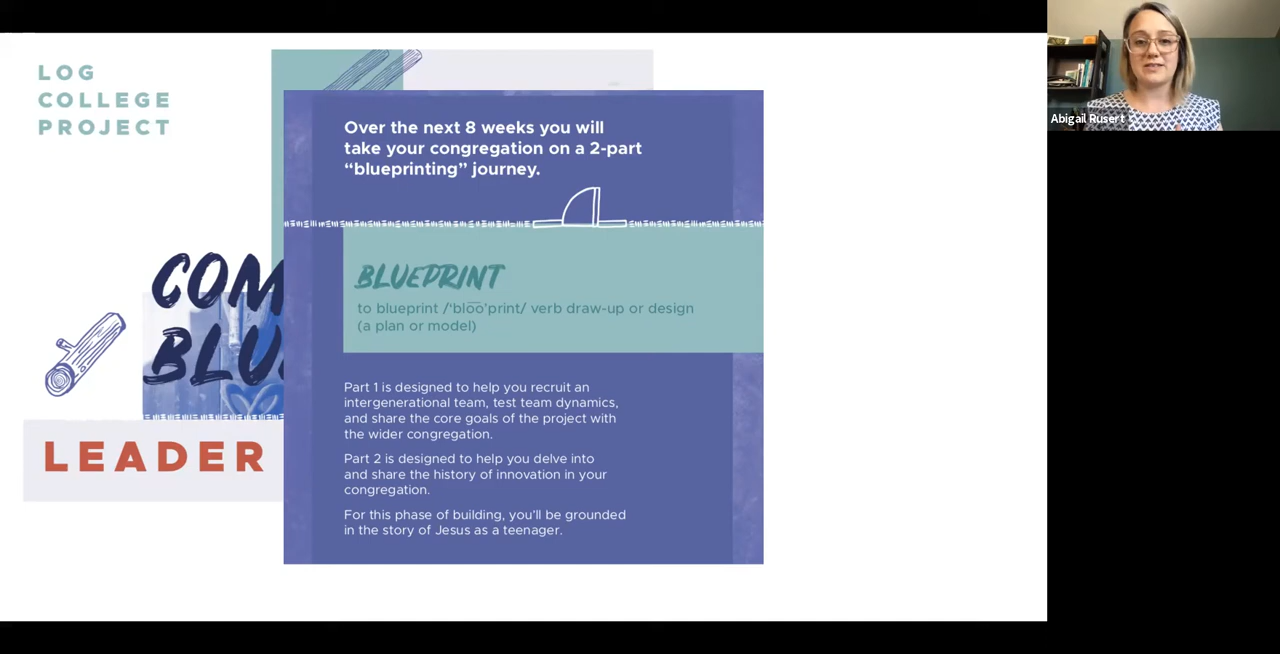 LOG
COLLEGE
PROJECT
COM
BLU
LEADER
Over the next 8 weeks you will
take your congregation on a 2-part
“blueprinting” journey.
BLUEPRINT
to blueprint /'blo͞o'print/ verb draw-up or design
(a plan or model)
Part 1 is designed to help you recruit an
intergenerational team, test team dynamics,
and share the core goals of the project with
the wider congregation.
Part 2 is designed to help you delve into
and share the history of innovation in your
congregation.
For this phase of building, you’ll be grounded
in the story of Jesus as a teenager.
Abigail Rusert